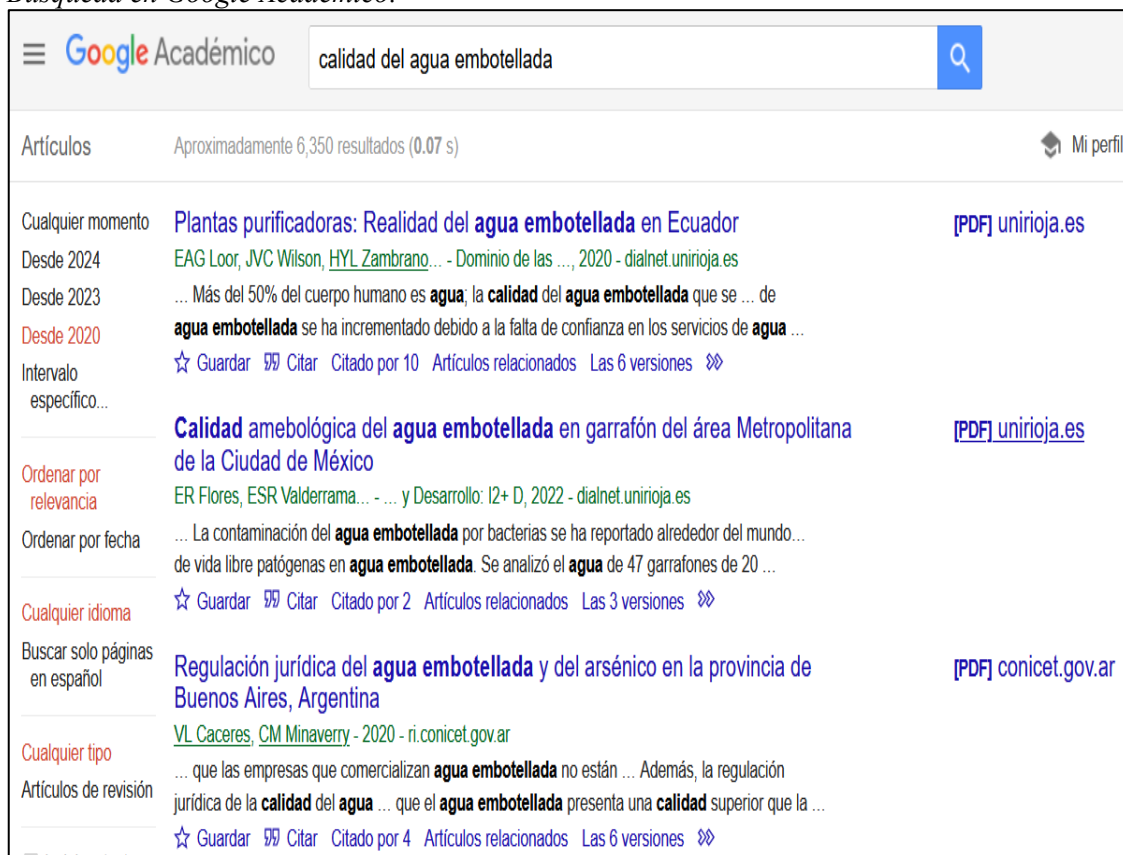 Búsqueda en Google Académico.
Google Académico
calidad del agua embotellada
Artículos
Aproximadamente 6,350 resultados (0.07 s)
Mi perfil
Cualquier momento
Desde 2024
Desde 2023
Desde 2020
Intervalo
específico...
Ordenar por
relevancia
Ordenar por fecha
Cualquier idioma
Buscar solo páginas
en español
Cualquier tipo
Artículos de revisión
Plantas purificadoras: Realidad del agua embotellada en Ecuador
[PDF] unirioja.es
EAG Loor, JVC Wilson, HYL Zambrano... - Dominio de las ..., 2020 - dialnet.unirioja.es
... Más del 50% del cuerpo humano es agua; la calidad del agua embotellada que se ... de
agua embotellada se ha incrementado debido a la falta de confianza en los servicios de agua ...
Guardar Citar Citado por 10 Artículos relacionados Las 6 versiones
Calidad amebológica del agua embotellada en garrafón del área Metropolitana
de la Ciudad de México
[PDF] unirioja.es
ER Flores, ESR Valderrama... - ... y Desarrollo: I2+ D, 2022 - dialnet.unirioja.es
... La contaminación del agua embotellada por bacterias se ha reportado alrededor del mundo...
de vida libre patógenas en agua embotellada. Se analizó el agua de 47 garrafones de 20 ...
Guardar Citar Citado por 2 Artículos relacionados Las 3 versiones
Regulación jurídica del agua embotellada y del arsénico en la provincia de
Buenos Aires, Argentina
[PDF] conicet.gov.ar
VL Caceres, CM Minaverry - 2020 - ri.conicet.gov.ar
... que las empresas que comercializan agua embotellada no están ... Además, la regulación
jurídica de la calidad del agua ... que el agua embotellada presenta una calidad superior que la ...
Guardar Citar Citado por 4 Artículos relacionados Las 6 versiones